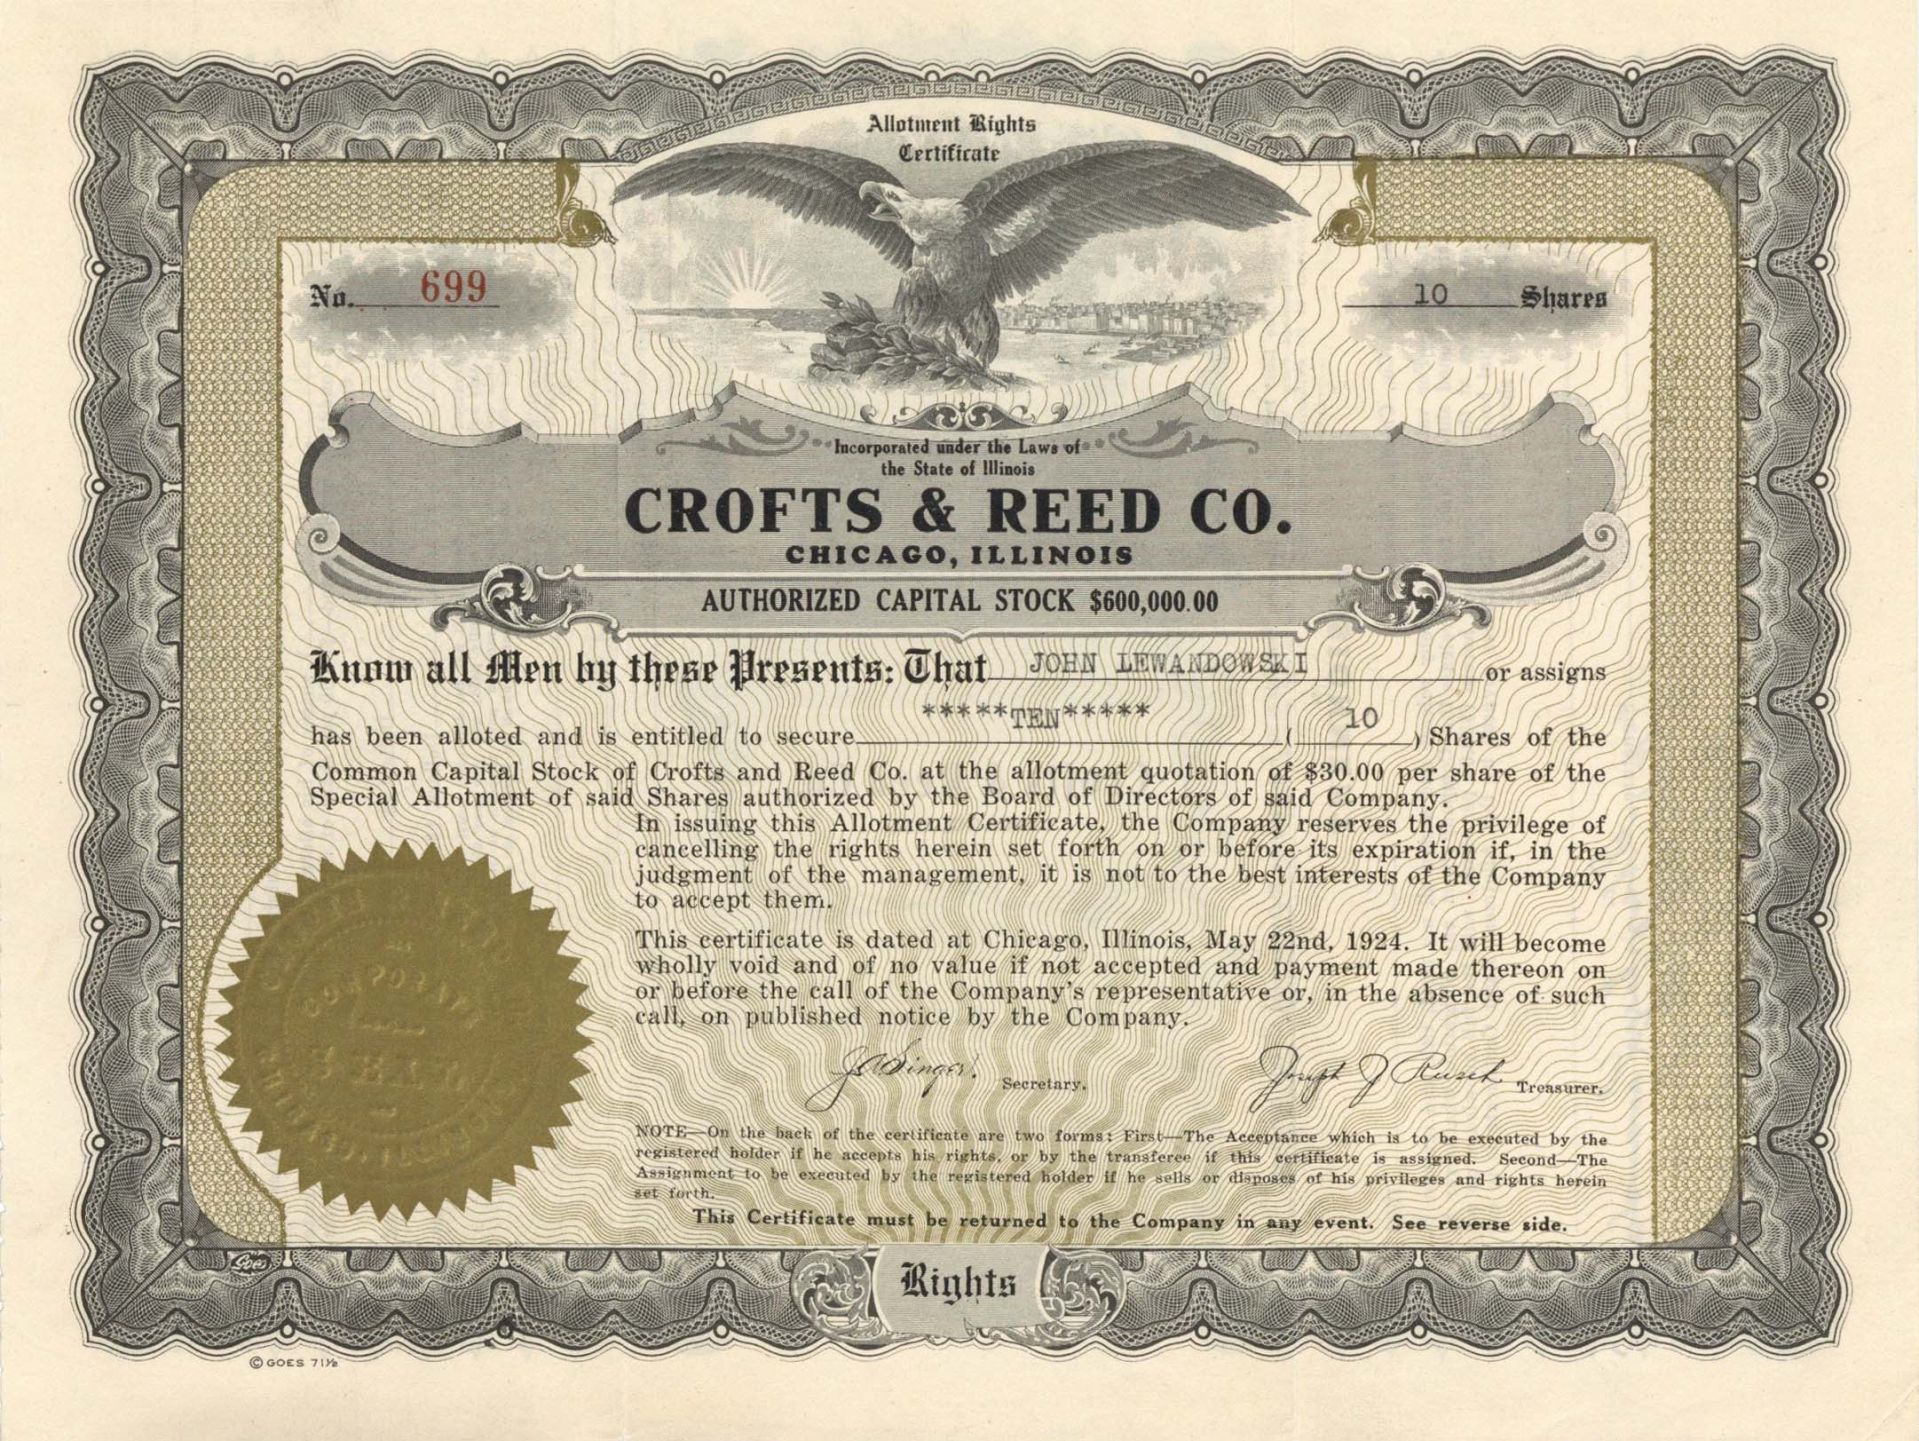 Allotment Rights
Certificate
No. 699
10 Shares
Incorporated under the Laws of
the State of Illinois
CROFTS & REED CO.
CHICAGO, ILLINOIS
AUTHORIZED CAPITAL STOCK $600,000.00
Know all Men by these Presents: That JOHN LEWANDOWSKI or assigns
has been alloted and is entitled to secure *****TEN***** ( 10 ) Shares of the
Common Capital Stock of Crofts and Reed Co. at the allotment quotation of $30.00 per share of the
Special Allotment of said Shares authorized by the Board of Directors of said Company.
In issuing this Allotment Certificate, the Company reserves the privilege of
cancelling the rights herein set forth on or before its expiration if, in the
judgment of the management, it is not to the best interests of the Company
to accept them.
This certificate is dated at Chicago, Illinois, May 22nd, 1924. It will become
wholly void and of no value if not accepted and payment made thereon on
or before the call of the Company's representative or, in the absence of such
call, on published notice by the Company.
Secretary.
Joseph J Treasurer.
NOTE—On the back of the certificate are two forms: First—The Acceptance which is to be executed by the
registered holder if he accepts his rights, or by the transferee if this certificate is assigned. Second—The
Assignment to be executed by the registered holder if he sells or disposes of his privileges and rights herein
set forth.
This Certificate must be returned to the Company in any event. See reverse side.
Goes
Rights
© GOES 71½